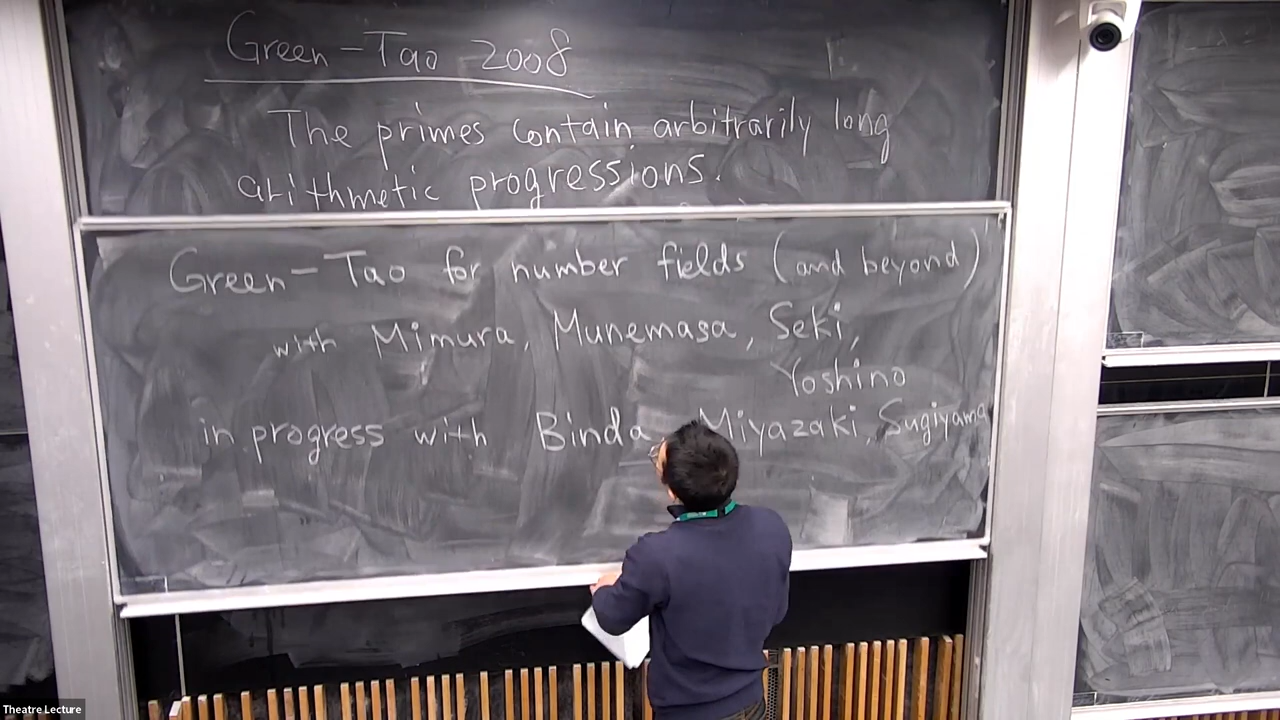 Green-Tao 2008
The primes contain arbitrarily long
arithmetic progressions.
Green-Tao for number fields (and beyond)
with Mimura, Munemasa, Seki,
Yoshino
in progress with Binda, Miyazaki, Sugiyama
Theatre Lecture